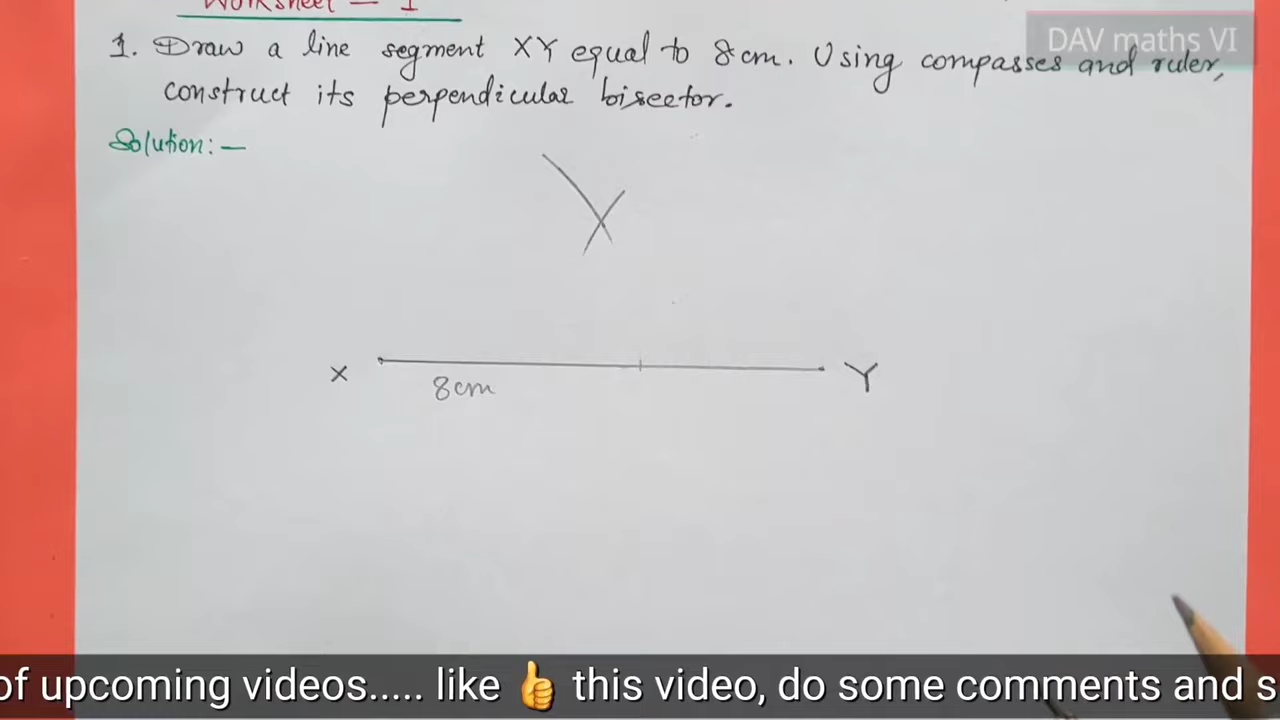 Worksheet - I
DAV maths VI
1. Draw a line segment XY equal to 8cm. Using compasses and ruler,
construct its perpendicular bisector.
Solution:-
X
Y
8cm
of upcoming videos..... like 👍 this video, do some comments and s